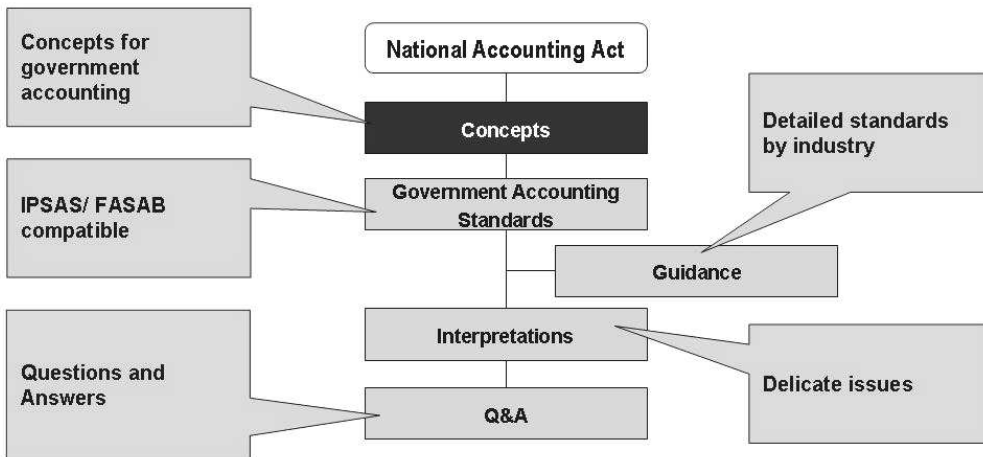 Concepts for
government
accounting
National Accounting Act
Concepts
Detailed standards
by industry
IPSAS/ FASAB
compatible
Government Accounting
Standards
Guidance
Interpretations
Questions and
Answers
Delicate issues
Q&A